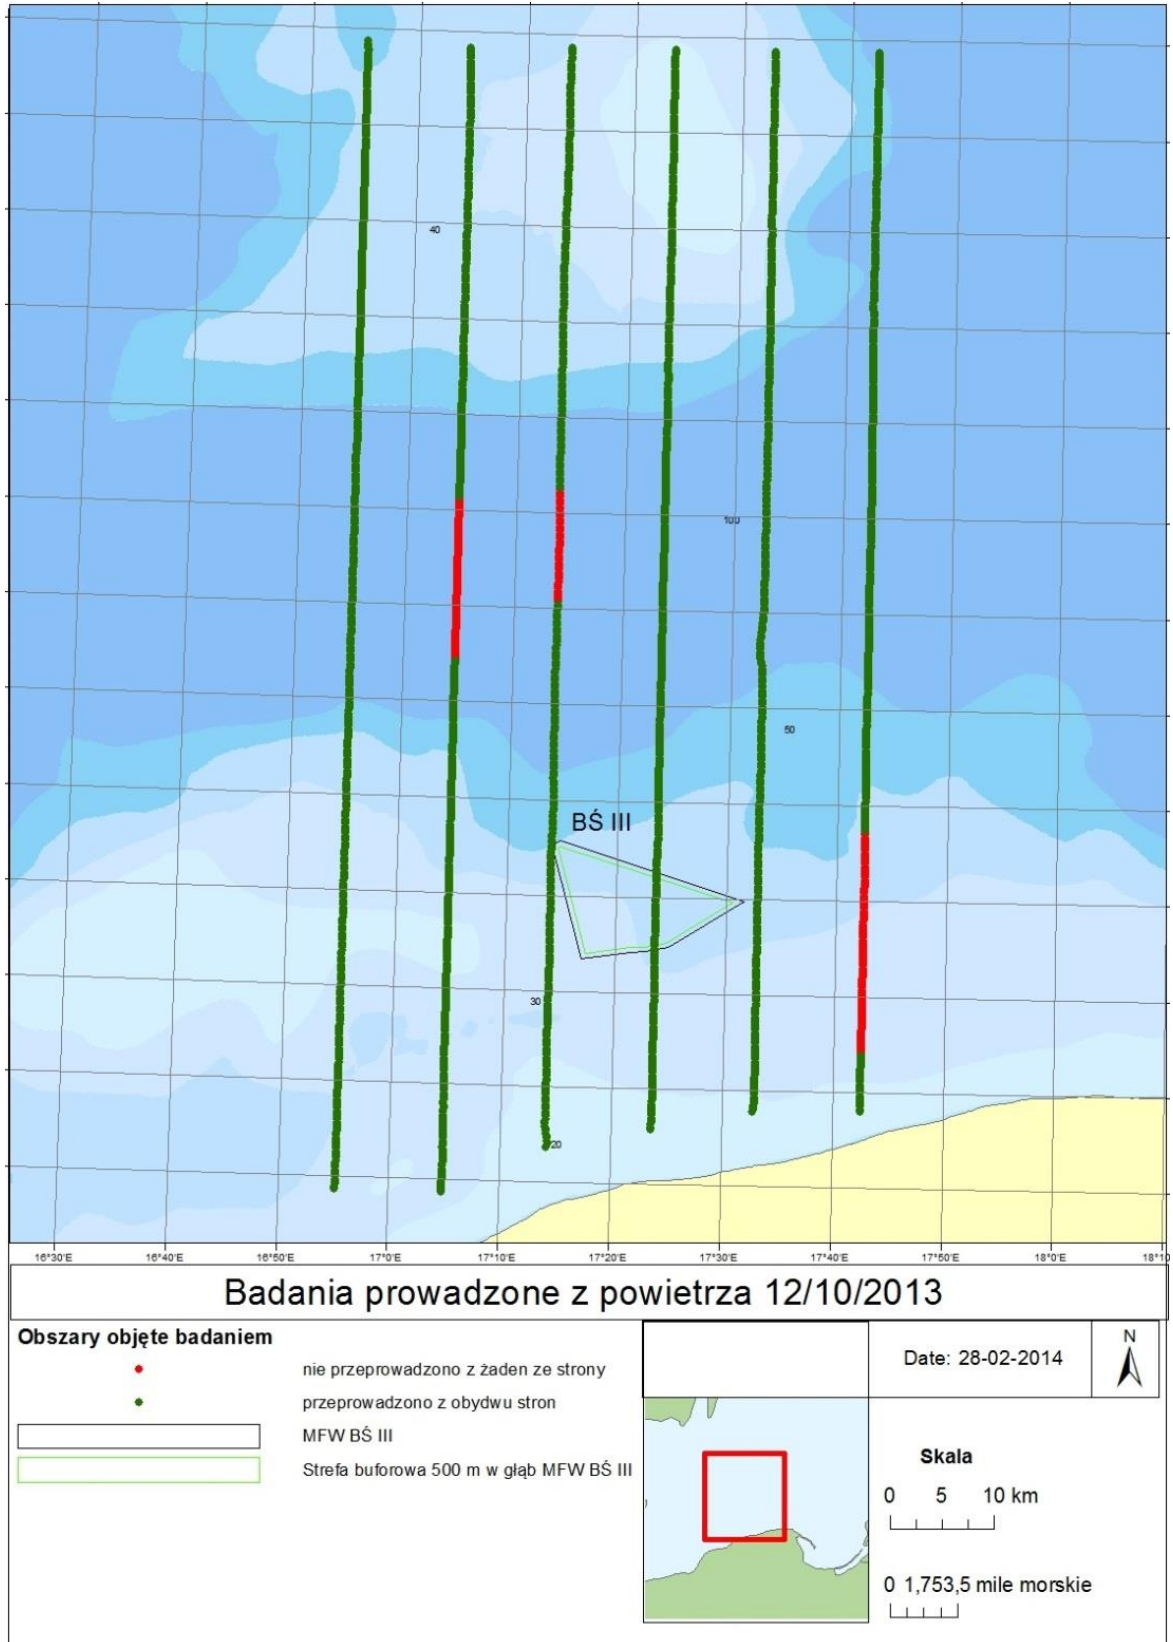 40
100
50
BŚ III
30
20
16°30'E 16°40'E 16°50'E 17°0'E 17°10'E 17°20'E 17°30'E 17°40'E 17°50'E 18°0'E 18°10
Badania prowadzone z powietrza 12/10/2013
Obszary objęte badaniem
nie przeprowadzono z żaden ze strony
przeprowadzono z obydwu stron
MFW BŚ III
Strefa buforowa 500 m w głąb MFW BŚ III
Date: 28-02-2014
N
Skala
0 5 10 km
0 1,753,5 mile morskie